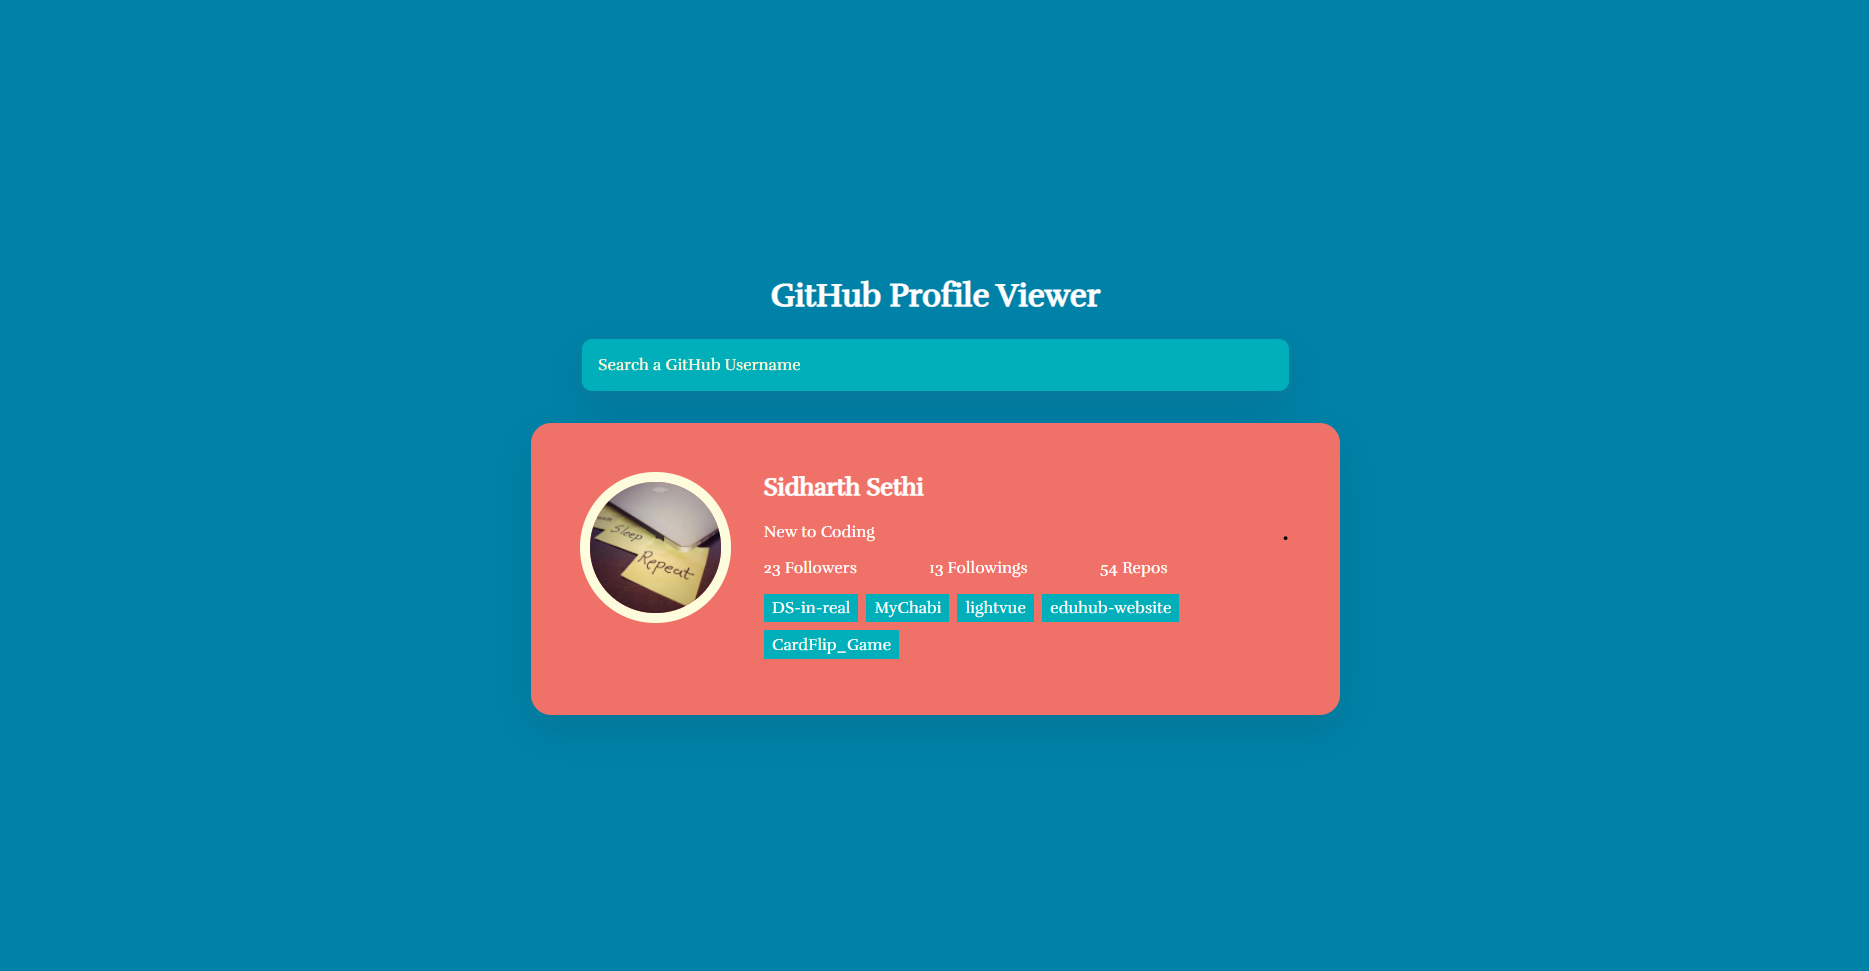 GitHub Profile Viewer
Search a GitHub Username
Sidharth Sethi
New to Coding
23 Followers 13 Followings 54 Repos
DS-in-real MyChabi lightvue eduhub-website
CardFlip_Game
Sleep
Repeat